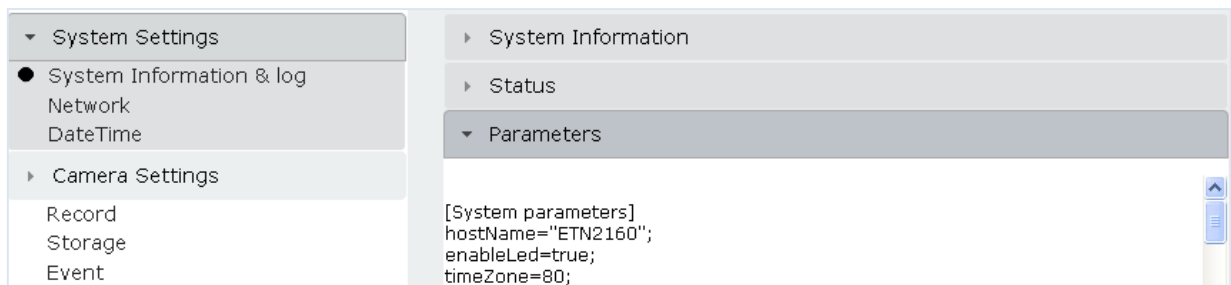 System Settings
System Information & log
Network
DateTime
Camera Settings
Record
Storage
Event
System Information
Status
Parameters
[System parameters]
hostName="ETN2160";
enableLed=true;
timeZone=80;